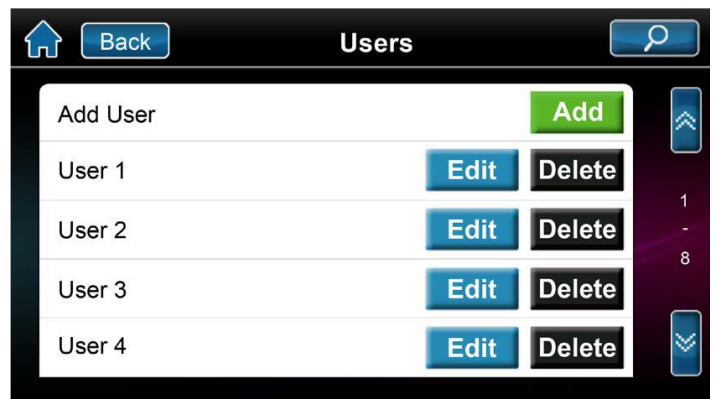 Back Users
Add User Add
User 1 Edit Delete
User 2 Edit Delete
User 3 Edit Delete
User 4 Edit Delete
1
-
8